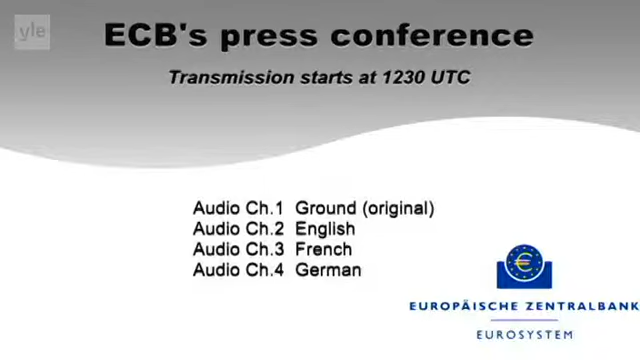 yle
ECB's press conference
Transmission starts at 1230 UTC
Audio Ch.1 Ground (original)
Audio Ch.2 English
Audio Ch.3 French
Audio Ch.4 German
€
EUROPÄISCHE ZENTRALBANK
EUROSYSTEM